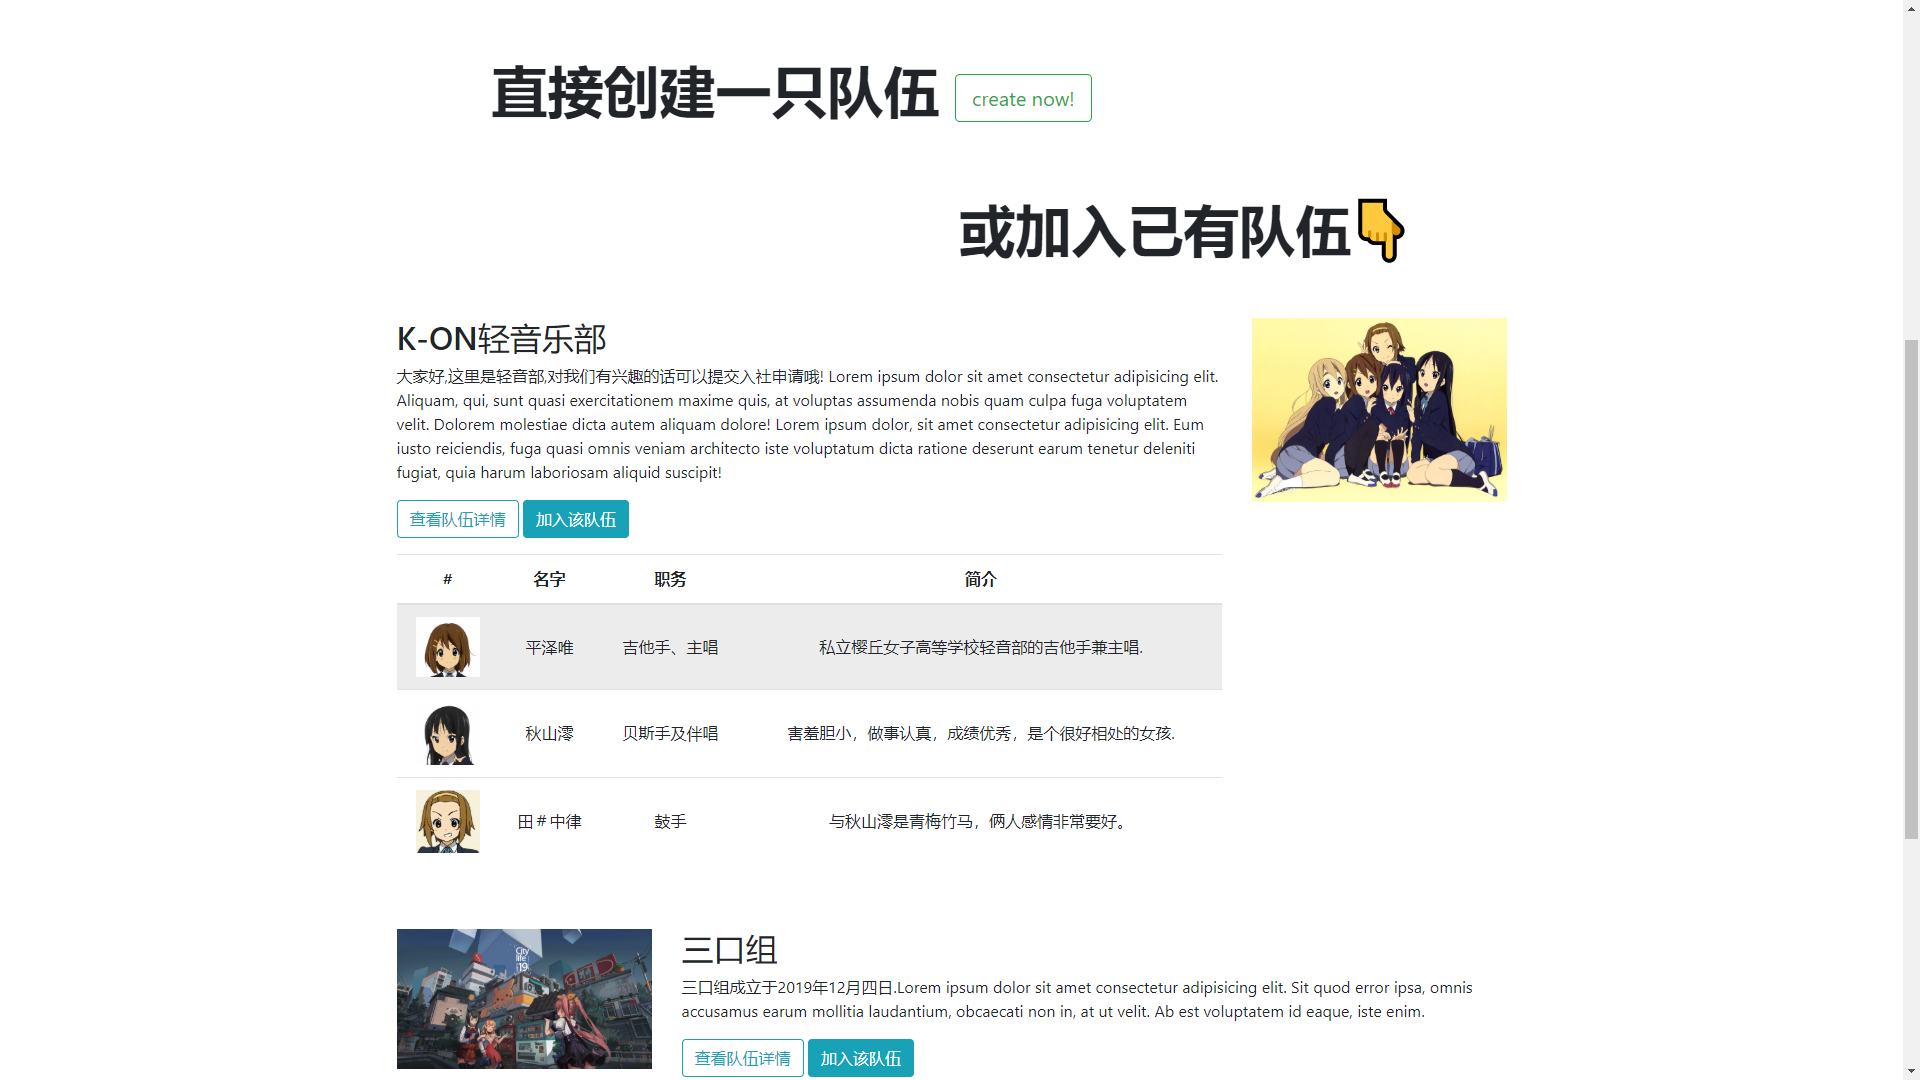 直接创建一只队伍 create now!
或加入已有队伍👇
K-ON轻音乐部
大家好,这里是轻音部,对我们有兴趣的话可以提交入社申请哦! Lorem ipsum dolor sit amet consectetur adipisicing elit.
Aliquam, qui, sunt quasi exercitationem maxime quis, at voluptas assumenda nobis quam culpa fuga voluptatem
velit. Dolorem molestiae dicta autem aliquam dolore! Lorem ipsum dolor, sit amet consectetur adipisicing elit. Eum
iusto reiciendis, fuga quasi omnis veniam architecto iste voluptatum dicta ratione deserunt earum tenetur deleniti
fugiat, quia harum laboriosam aliquid suscipit!
查看队伍详情 加入该队伍
# 名字 职务 简介
平泽唯 吉他手、主唱 私立樱丘女子高等学校轻音部的吉他手兼主唱.
秋山澪 贝斯手及伴唱 害羞胆小，做事认真，成绩优秀，是个很好相处的女孩.
田＃中律 鼓手 与秋山澪是青梅竹马，俩人感情非常要好。
City
life
19
三口组
三口组成立于2019年12月四日.Lorem ipsum dolor sit amet consectetur adipisicing elit. Sit quod error ipsa, omnis
accusamus earum mollitia laudantium, obcaecati non in, at ut velit. Ab est voluptatem id eaque, iste enim.
查看队伍详情 加入该队伍